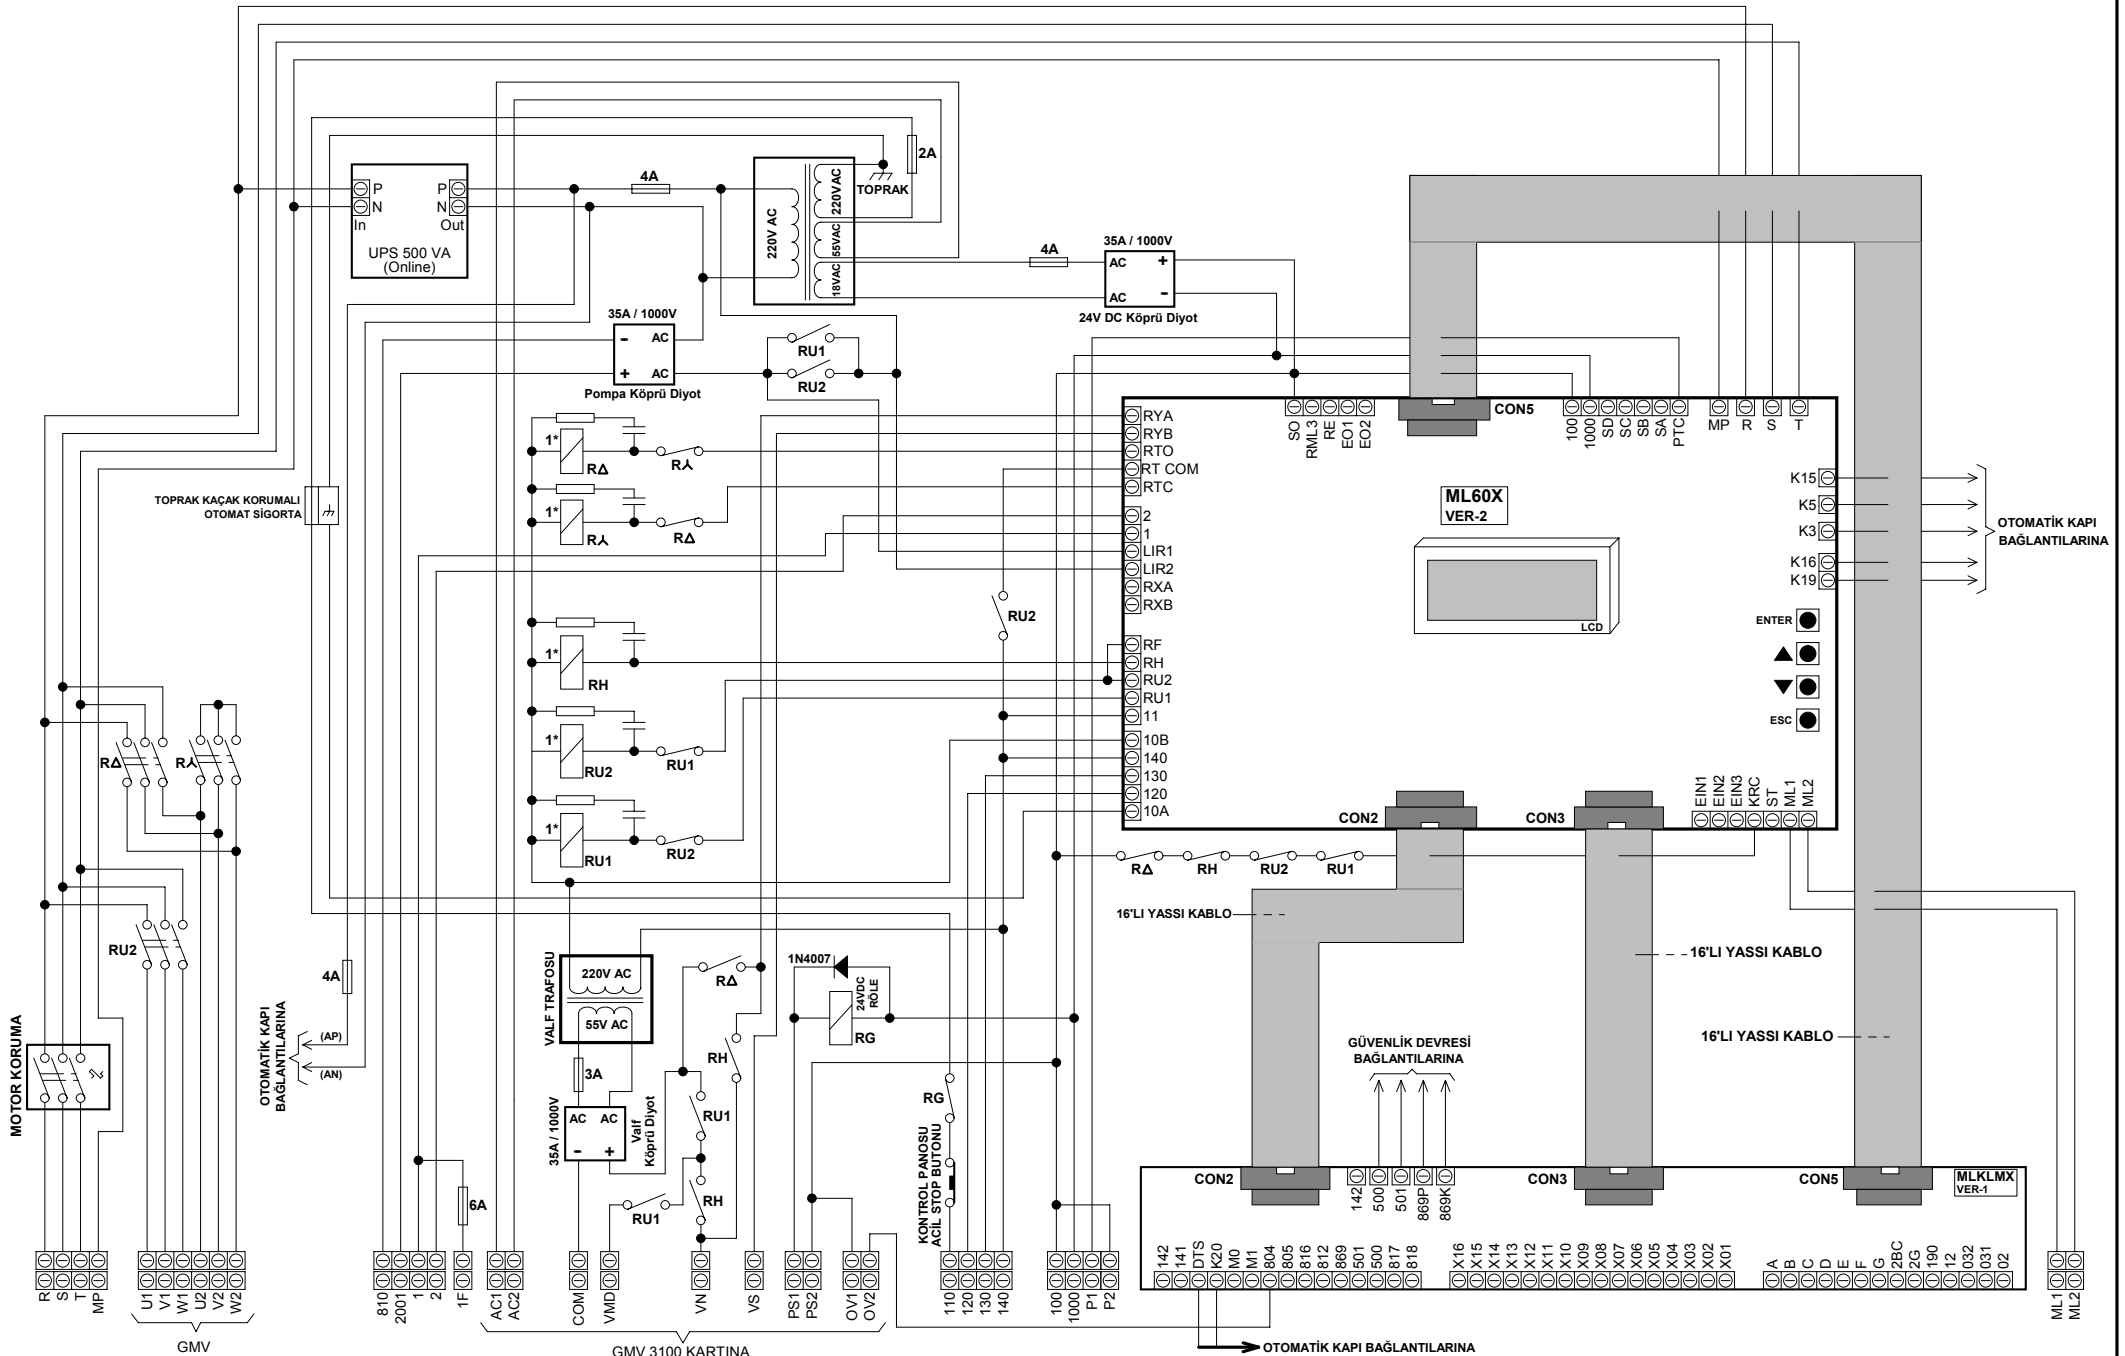 P
N
In
P
N
Out
UPS 500 VA
(Online)
4A
220V AC
220V AC
55VAC
18VAC
TOPRAK
2A
4A
35A / 1000V
AC
AC
+
-
24V DC Köprü Diyot
35A / 1000V
-
AC
+
AC
Pompa Köprü Diyot
RU1
RU2
1*
RΔ
R⅄
1*
R⅄
RΔ
TOPRAK KAÇAK KORUMALI
OTOMAT SİGORTA
1*
RH
1*
RU2
RU1
1*
RU1
RU2
RU2
RYA
RYB
RTO
RT COM
RTC
2
1
LIR1
LIR2
RXA
RXB
RF
RH
RU2
RU1
11
10B
140
130
120
10A
SO
RML3
RE
EO1
EO2
CON5
100
1000
SD
SC
SB
SA
PTC
MP
R
S
T
ML60X
VER-2
LCD
K15
K5
K3
K16
K19
OTOMATİK KAPI
BAĞLANTILARINA
ENTER
ESC
EIN1
EIN2
EIN3
KRC
ST
ML1
ML2
CON2
CON3
RΔ
RH
RU2
RU1
16'LI YASSI KABLO
16'LI YASSI KABLO
16'LI YASSI KABLO
RΔ
R⅄
RU2
MOTOR KORUMA
4A
OTOMATİK KAPI
BAĞLANTILARINA
(AP)
(AN)
VALF TRAFOSU
220V AC
55V AC
3A
35A / 1000V
AC
AC
-
+
Valf
Köprü Diyot
RΔ
RH
RU1
RH
RU1
1N4007
24VDC
RÖLE
RG
RG
KONTROL PANOSU
ACİL STOP BUTONU
6A
GÜVENLİK DEVRESİ
BAĞLANTILARINA
CON2
142
500
501
869P
869K
CON3
CON5
MLKLMX
VER-1
142
141
DTS
K20
M0
M1
804
805
816
812
869
501
500
817
818
X16
X15
X14
X13
X12
X11
X10
X09
X08
X07
X06
X05
X04
X03
X02
X01
A
B
C
D
E
F
G
2BC
2G
190
12
032
031
02
R
S
T
MP
U1
V1
W1
U2
V2
W2
GMV
810
2001
1
2
1F
AC1
AC2
COM
VMD
VN
VS
PS1
PS2
OV1
OV2
GMV 3100 KARTINA
110
120
130
140
100
1000
P1
P2
ML1
ML2
OTOMATİK KAPI BAĞLANTILARINA